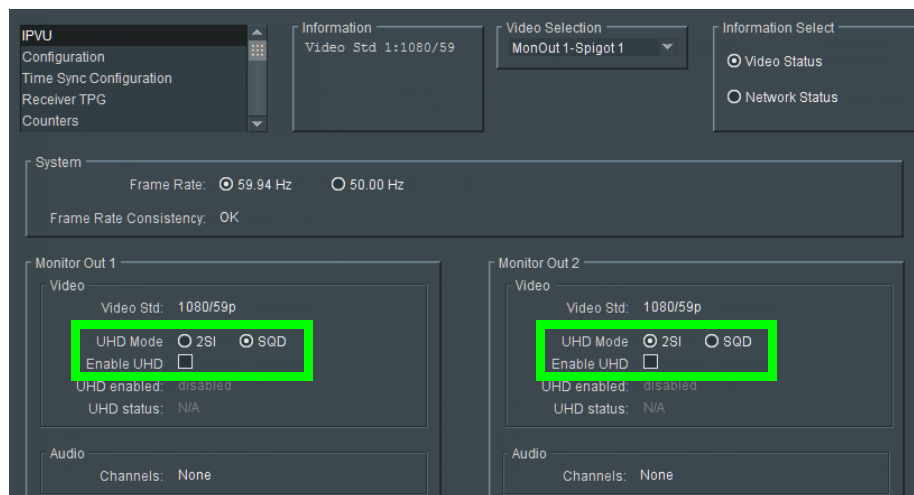 IPVU
Configuration
Time Sync Configuration
Receiver TPG
Counters
Information
Video Std 1:1080/59
Video Selection
MonOut 1-Spigot 1
Information Select
Video Status
Network Status
System
Frame Rate: 59.94 Hz 50.00 Hz
Frame Rate Consistency: OK
Monitor Out 1
Video
Video Std: 1080/59p
UHD Mode 2SI SQD
Enable UHD
UHD enabled: disabled
UHD status: N/A
Audio
Channels: None
Monitor Out 2
Video
Video Std: 1080/59p
UHD Mode 2SI SQD
Enable UHD
UHD enabled: disabled
UHD status: N/A
Audio
Channels: None